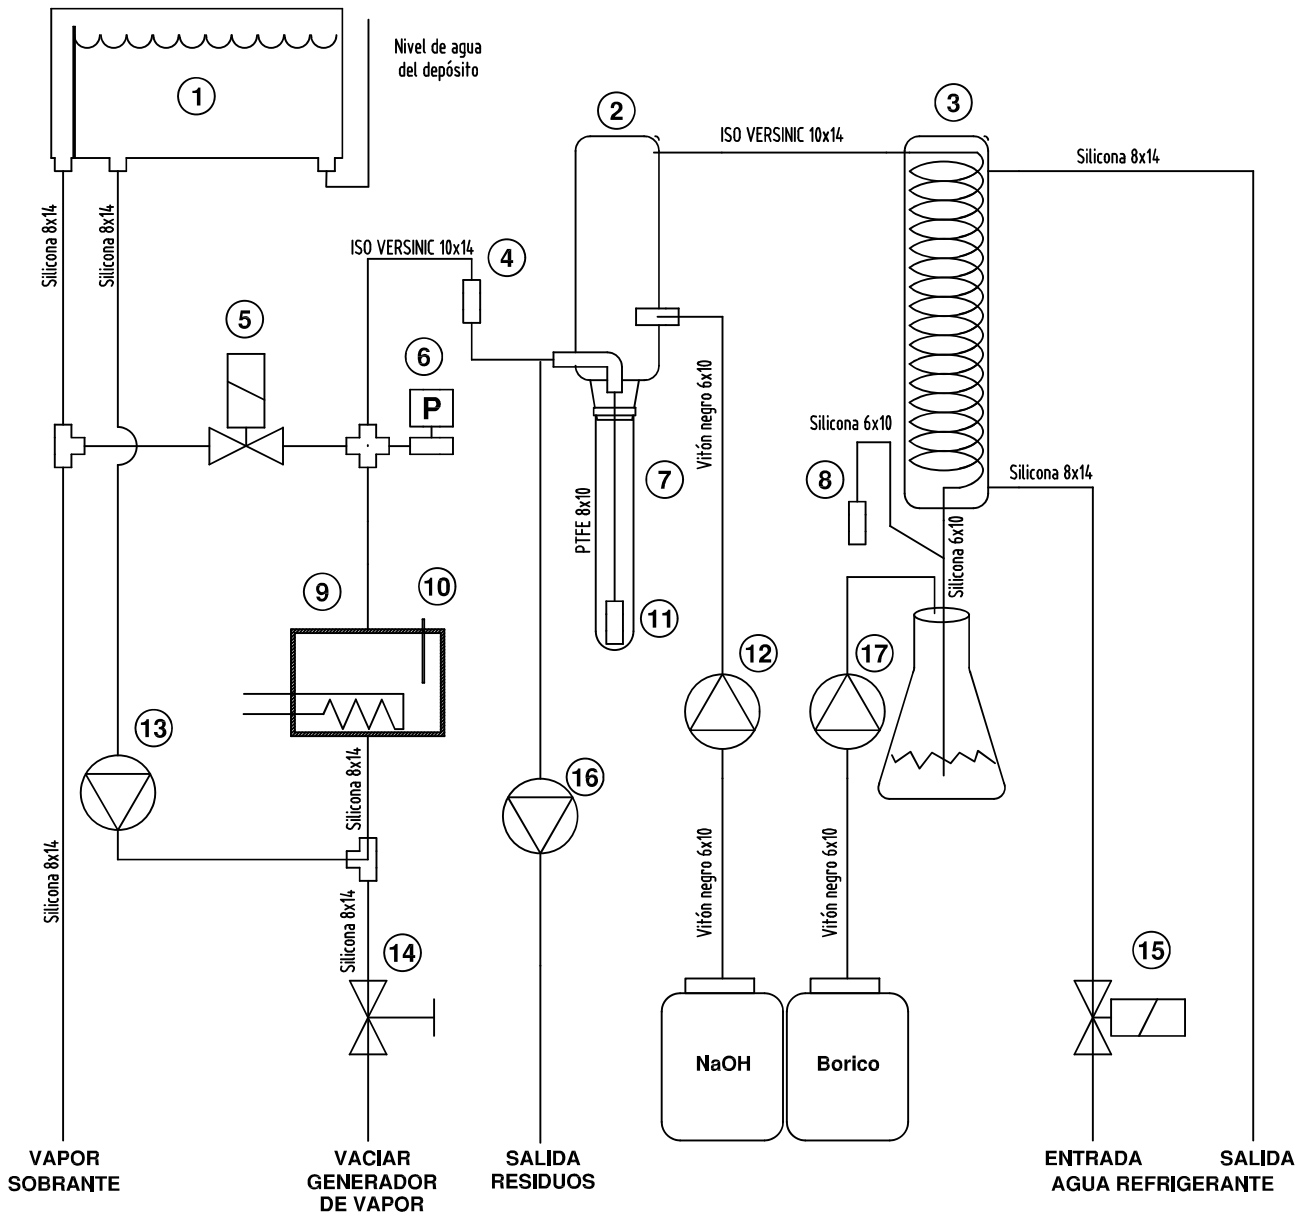 1
Nivel de agua
del depósito
2
3
ISO VERSINIC 10x14
Silicona 8x14
Silicona 8x14
Silicona 8x14
ISO VERSINIC 10x14
4
5
6
P
Vitón negro 6x10
Silicona 6x10
Silicona 8x14
7
8
PTFE 8x10
Silicona 6x10
9
10
11
12
17
13
Silicona 8x14
16
Silicona 8x14
Silicona 8x14
Vitón negro 6x10
Vitón negro 6x10
14
15
NaOH
Borico
VAPOR
SOBRANTE
VACIAR
GENERADOR
DE VAPOR
SALIDA
RESIDUOS
ENTRADA
SALIDA
AGUA REFRIGERANTE